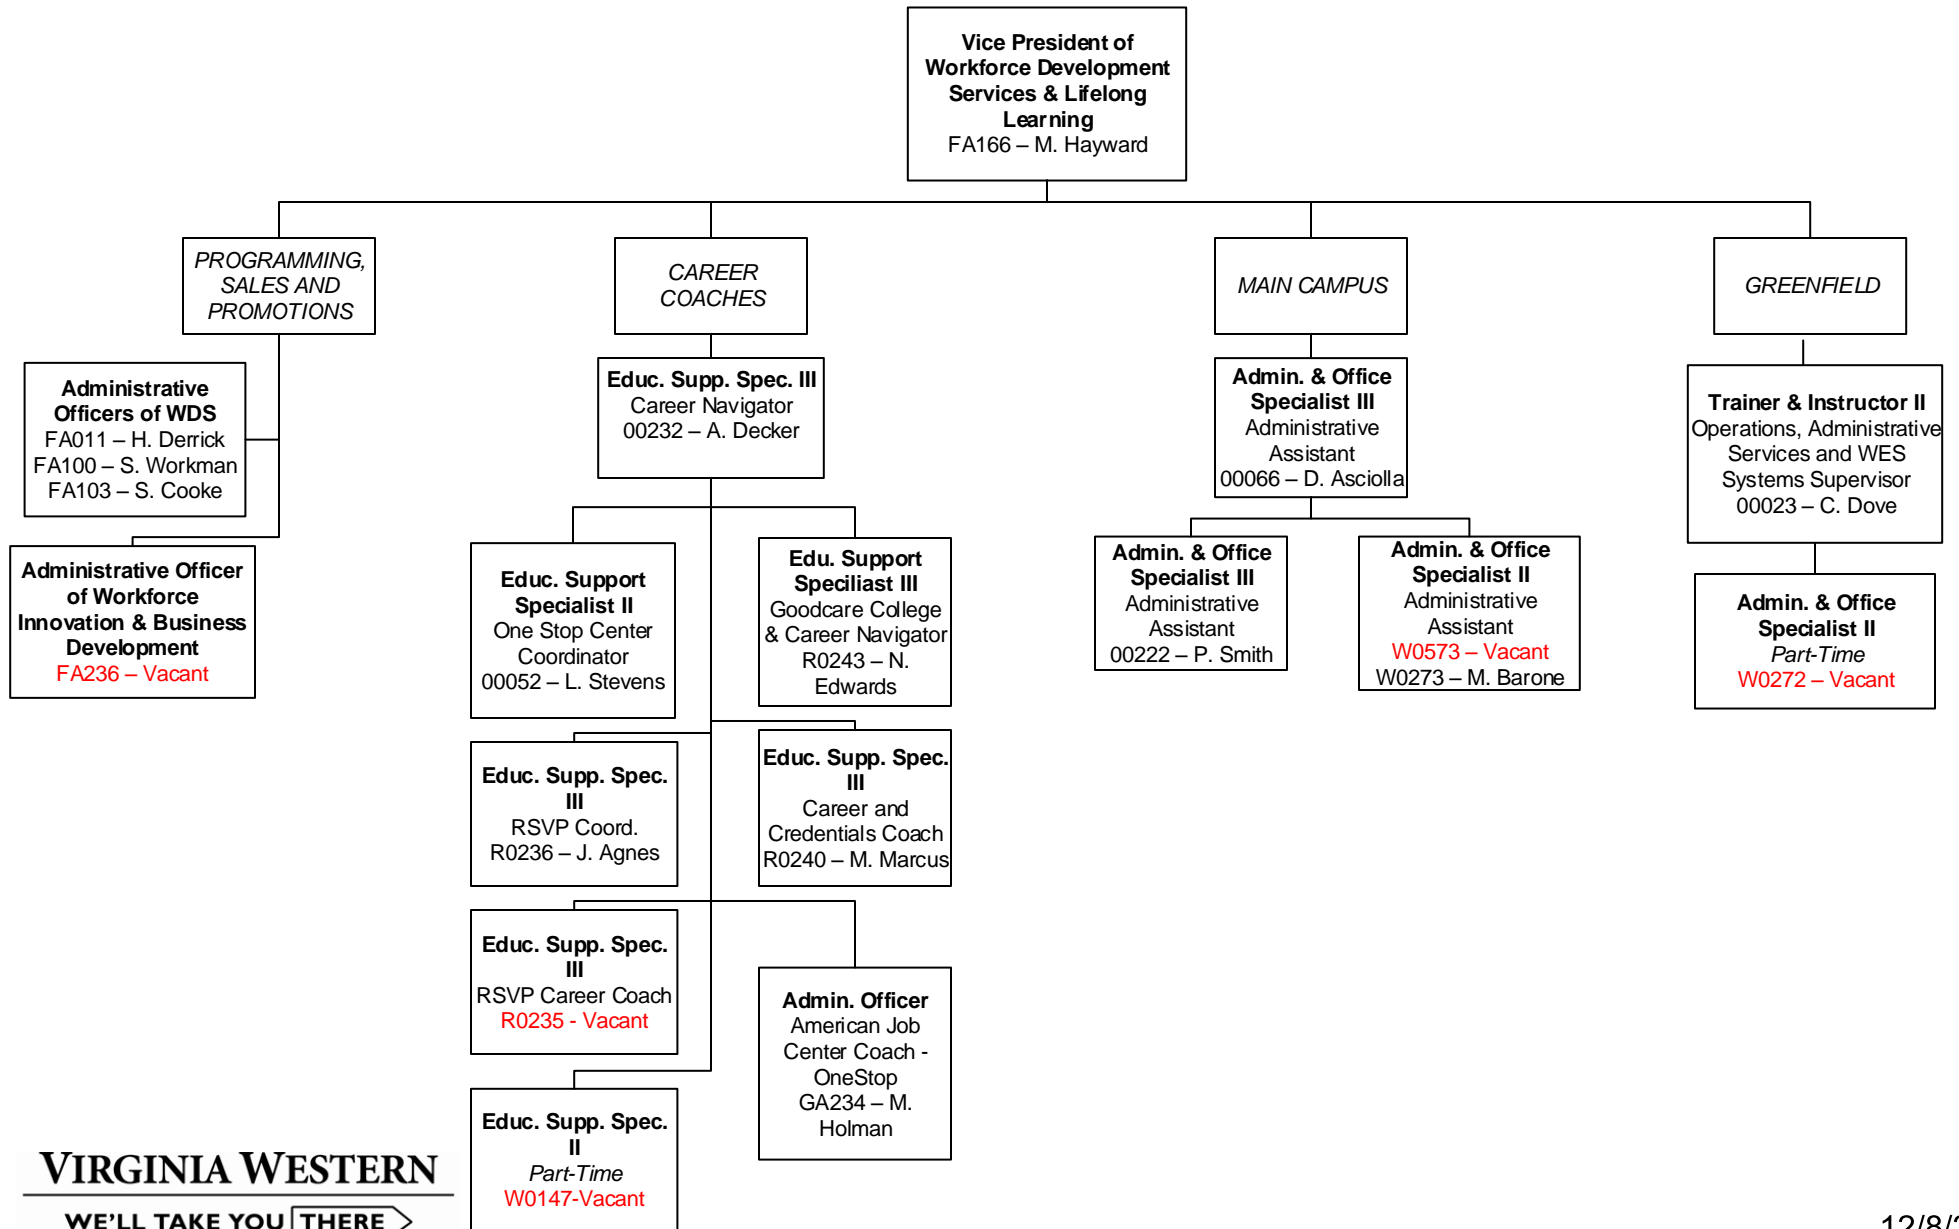 Vice President of
Workforce Development
Services & Lifelong
Learning
FA166 – M. Hayward
PROGRAMMING,
SALES AND
PROMOTIONS
CAREER
COACHES
MAIN CAMPUS
GREENFIELD
Administrative
Officers of WDS
FA011 – H. Derrick
FA100 – S. Workman
FA103 – S. Cooke
Administrative Officer
of Workforce
Innovation & Business
Development
FA236 – Vacant
Educ. Supp. Spec. III
Career Navigator
00232 – A. Decker
Educ. Support
Specialist II
One Stop Center
Coordinator
00052 – L. Stevens
Edu. Support
Speciliast III
Goodcare College
& Career Navigator
R0243 – N.
Edwards
Educ. Supp. Spec.
III
RSVP Coord.
R0236 – J. Agnes
Educ. Supp. Spec.
III
Career and
Credentials Coach
R0240 – M. Marcus
Educ. Supp. Spec.
III
RSVP Career Coach
R0235 - Vacant
Admin. Officer
American Job
Center Coach -
OneStop
GA234 – M.
Holman
Educ. Supp. Spec.
II
Part-Time
W0147-Vacant
Admin. & Office
Specialist III
Administrative
Assistant
00066 – D. Asciolla
Admin. & Office
Specialist III
Administrative
Assistant
00222 – P. Smith
Admin. & Office
Specialist II
Administrative
Assistant
W0573 – Vacant
W0273 – M. Barone
Trainer & Instructor II
Operations, Administrative
Services and WES
Systems Supervisor
00023 – C. Dove
Admin. & Office
Specialist II
Part-Time
W0272 – Vacant
VIRGINIA WESTERN
WE'LL TAKE YOU THERE